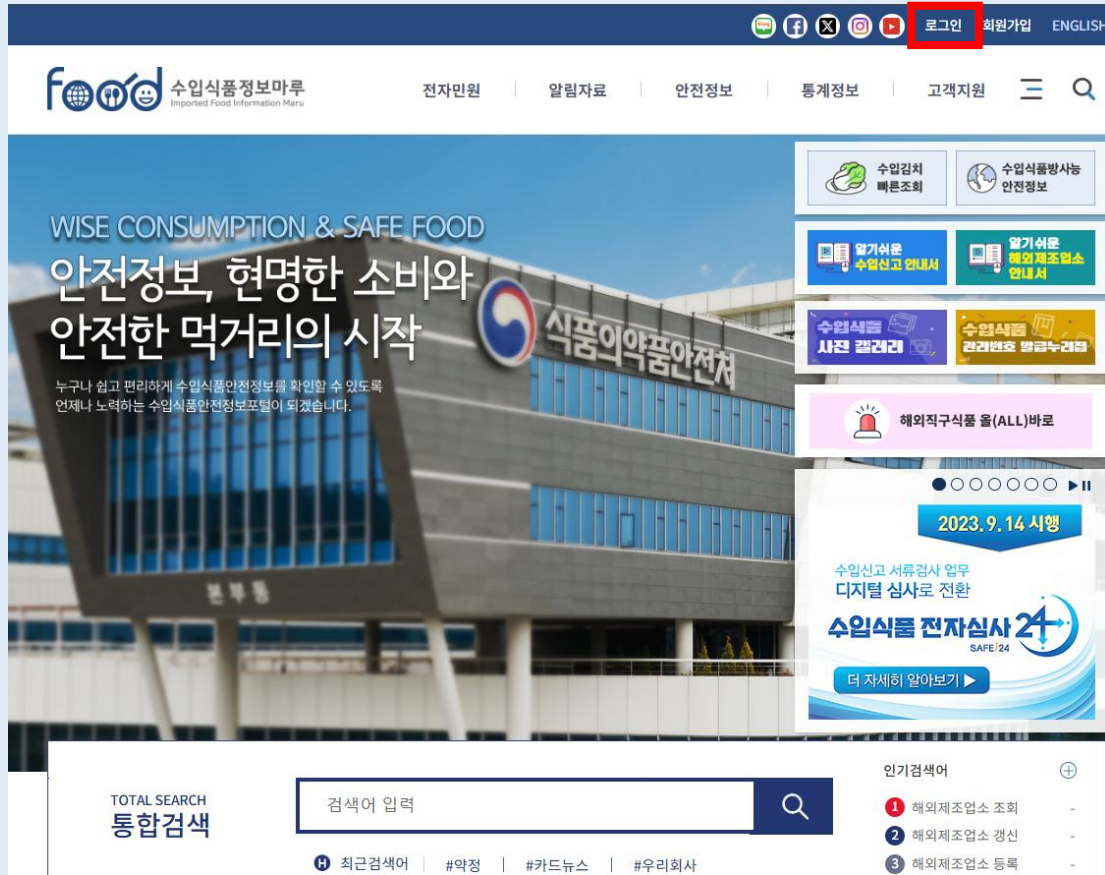 로그인 회원가입 ENGLISH
food 수입식품정보마루
Imported Food Information Maru
전자민원 알림자료 안전정보 통계정보 고객지원
수입김치
빠른조회
수입식품방사능
안전정보
WISE CONSUMPTION & SAFE FOOD
안전정보, 현명한 소비와
안전한 먹거리의 시작
누구나 쉽고 편리하게 수입식품안전정보를 확인할 수 있도록
언제나 노력하는 수입식품안전정보포털이 되겠습니다.
식품의약품안전처
본부동
알기쉬운
수입신고 안내서
알기쉬운
해외제조업소
안내서
수입식품
사진 갤러리
수입식품
관리번호 발급누리집
해외직구식품 올(ALL)바로
2023.9.14 시행
수입신고 서류검사 업무
디지털 심사로 전환
수입식품 전자심사 24
SAFE i 24
더 자세히 알아보기 ▶
TOTAL SEARCH
통합검색
검색어 입력
H 최근검색어 #약정 #카드뉴스 #우리회사
인기검색어
1 해외제조업소 조회 -
2 해외제조업소 갱신 -
3 해외제조업소 등록 -